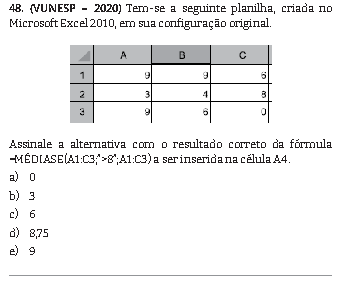 48. (VUNESP – 2020) Tem-se a seguinte planilha, criada no
Microsoft Excel 2010, em sua configuração original.
A B C
1 9 9 6
2 3 4 8
3 9 6 0
Assinale a alternativa com o resultado correto da fórmula
=MÉDIASE(A1:C3;">8";A1:C3) a ser inserida na célula A4.
a) 0
b) 3
c) 6
d) 8,75
e) 9